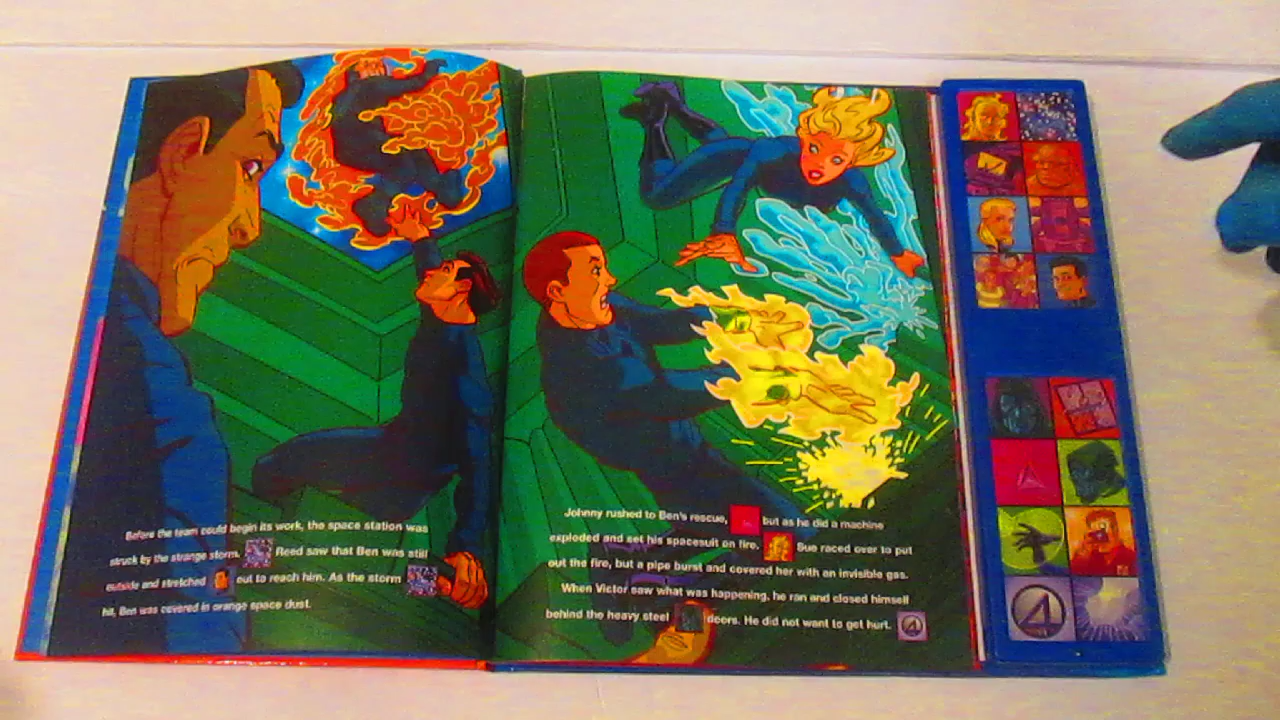 Before the team could begin its work, the space station was
struck by the strange storm. Reed saw that Ben was still
outside and stretched out to reach him. As the storm
hit, Ben was covered in orange space dust.
Johnny rushed to Ben's rescue, but as he did a machine
exploded and set his spacesuit on fire. Sue raced over to put
out the fire, but a pipe burst and covered her with an invisible gas.
When Victor saw what was happening, he ran and closed himself
behind the heavy steel doors. He did not want to get hurt.
4